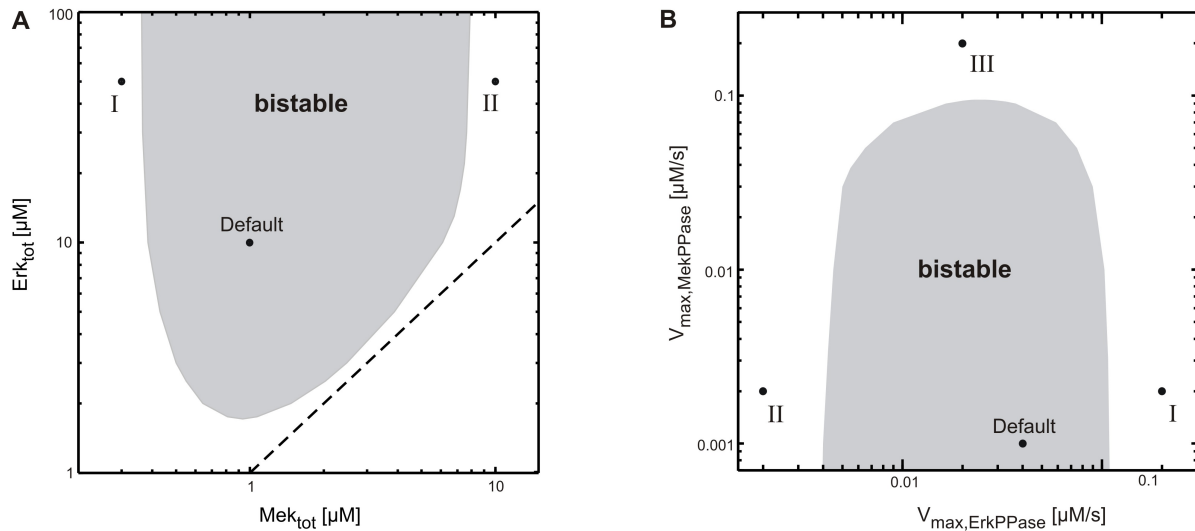 A
100
I
II
bistable
Default
10
Erk_tot [µM]
1
1
10
Mek_tot [µM]
B
III
0.1
V_max,MekPPase [µM/s]
0.01
bistable
II
I
Default
0.001
0.01
0.1
V_max,ErkPPase [µM/s]